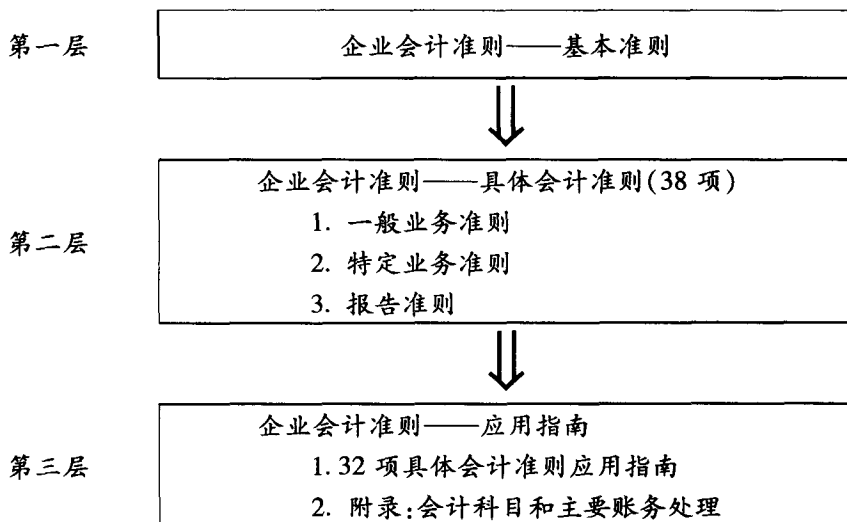 第一层
企业会计准则——基本准则
企业会计准则——具体会计准则(38 项)
1. 一般业务准则
第二层
2. 特定业务准则
3. 报告准则
企业会计准则——应用指南
第三层
1.32 项具体会计准则应用指南
2. 附录:会计科目和主要账务处理